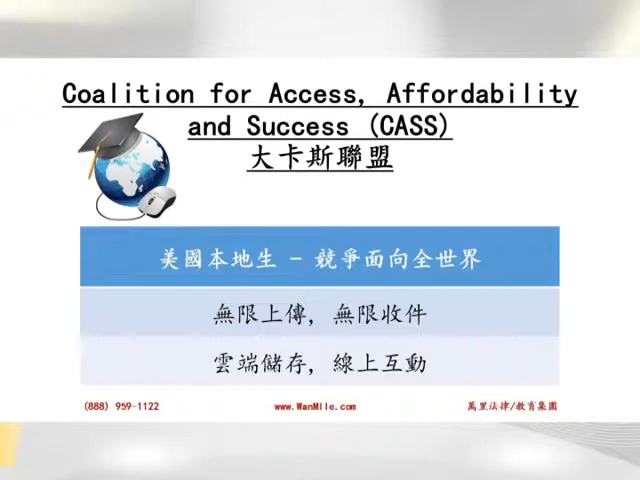 Coalition for Access, Affordability
and Success (CASS)
大卡斯聯盟
美國本地生 - 競爭面向全世界
無限上傳, 無限收件
雲端儲存, 線上互動
(888) 959-1122
www.WanMile.com
萬里法律/教育集團